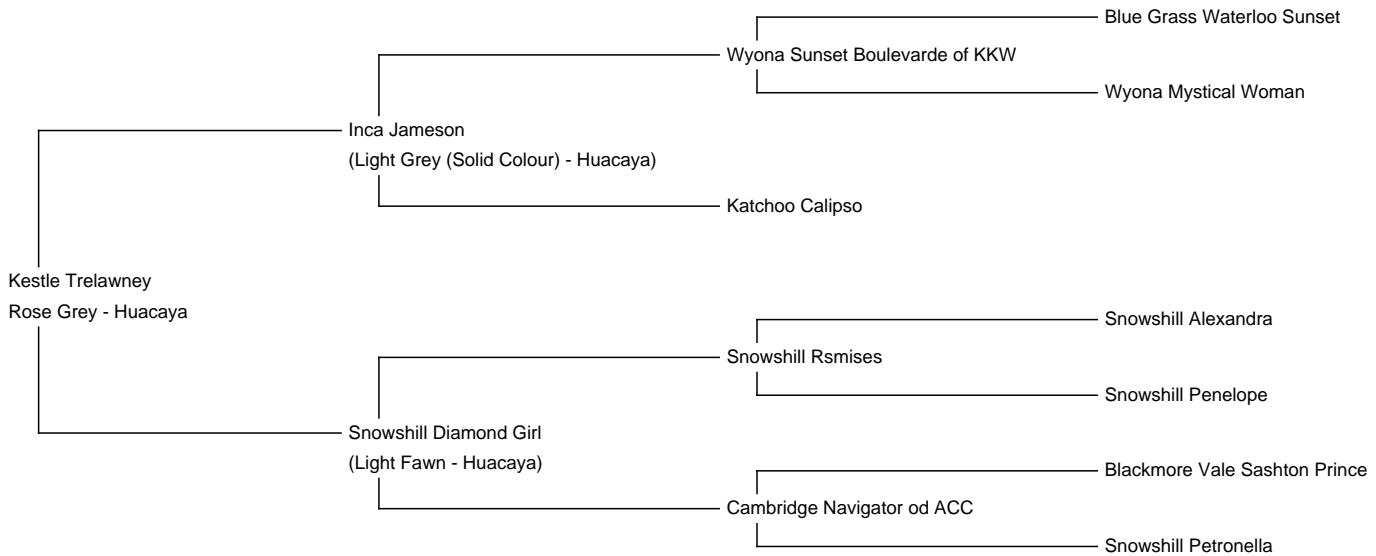 Blue Grass Waterloo Sunset
Wyona Sunset Boulevarde of KKW
Wyona Mystical Woman
Inca Jameson
(Light Grey (Solid Colour) - Huacaya)
Katchoo Calipso
Kestle Trelawney
Rose Grey - Huacaya
Snowshill Alexandra
Snowshill Rsmises
Snowshill Penelope
Snowshill Diamond Girl
(Light Fawn - Huacaya)
Blackmore Vale Sashton Prince
Cambridge Navigator od ACC
Snowshill Petronella